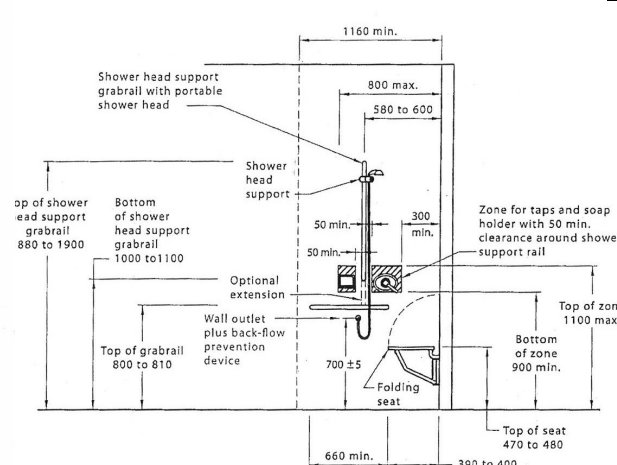 1160 min.
Shower head support
grabrail with portable
shower head
800 max.
580 to 600
Shower
head
support
op of shower
ead support
grabrail
880 to 1900
Bottom
of shower
head support
grabrail
1000 to1100
50 min.
300
min.
50 min.
Zone for taps and soap
holder with 50 min.
clearance around showe
support rail
Optional
extension
Wall outlet
plus back-flow
prevention
device
Top of grabrail
800 to 810
700 ±5
Folding
seat
Top of zon
1100 max
Bottom
of zone
900 min.
Top of seat
470 to 480
660 min.
390 to 400